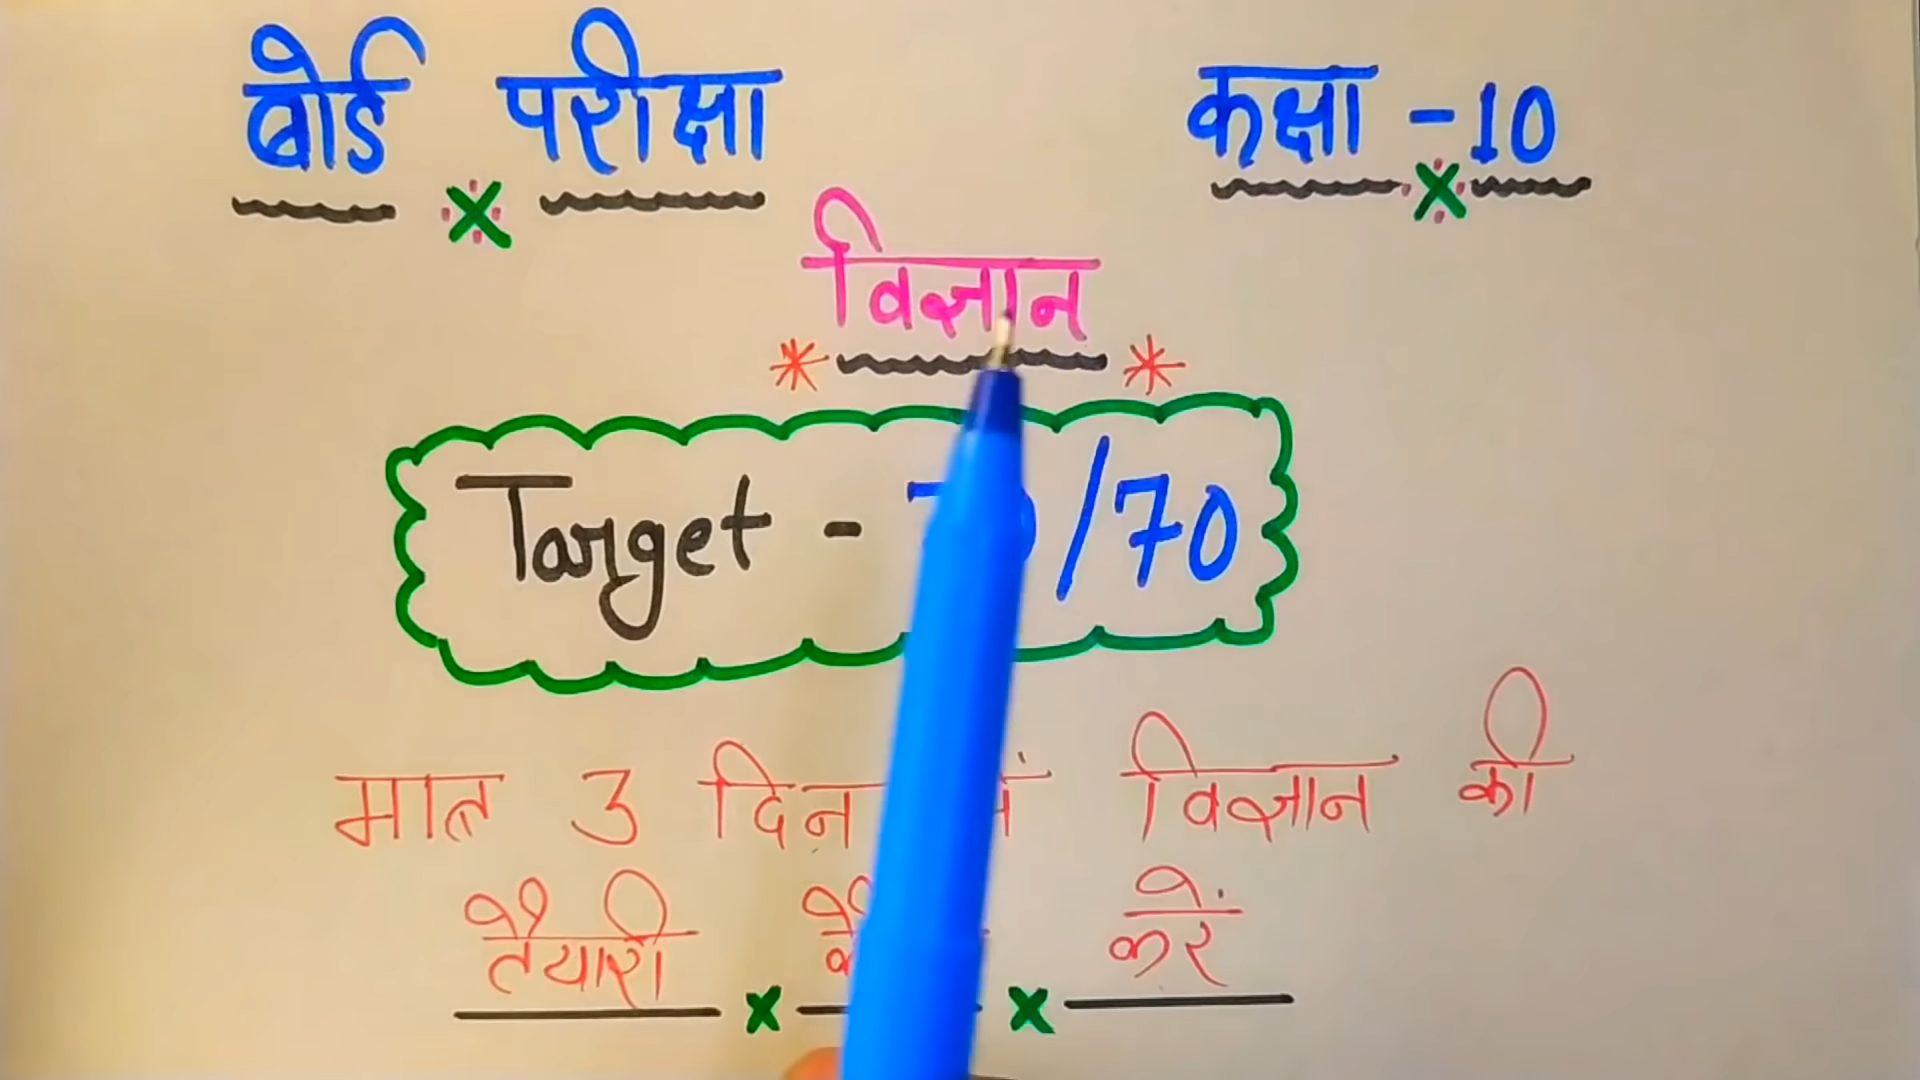 बोर्ड परीक्षा कक्षा -10
विज्ञान
Target - /70
मात्र 3 दिन में विज्ञान की
तैयारी करें